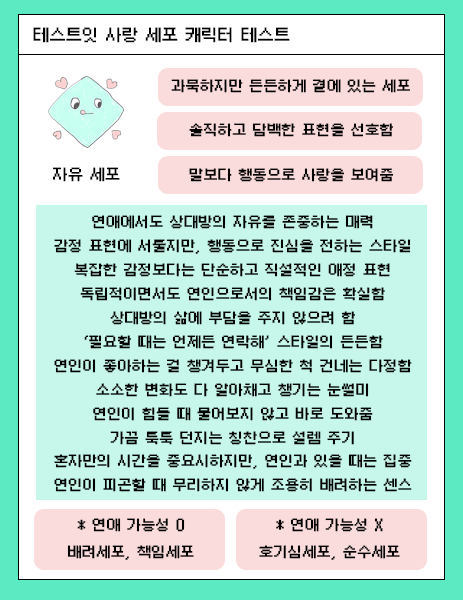 테스트잇 사랑 세포 캐릭터 테스트
과묵하지만 든든하게 곁에 있는 세포
솔직하고 담백한 표현을 선호함
자유 세포
말보다 행동으로 사랑을 보여줌
연애에서도 상대방의 자유를 존중하는 매력
감정 표현에 서툴지만, 행동으로 진심을 전하는 스타일
복잡한 감정보다는 단순하고 직설적인 애정 표현
독립적이면서도 연인으로서의 책임감은 확실함
상대방의 삶에 부담을 주지 않으려 함
‘필요할 때는 언제든 연락해’ 스타일의 든든함
연인이 좋아하는 걸 챙겨두고 무심한 척 건네는 다정함
소소한 변화도 다 알아채고 챙기는 눈썰미
연인이 힘들 때 물어보지 않고 바로 도와줌
가끔 툭툭 던지는 칭찬으로 설렘 주기
혼자만의 시간을 중요시하지만, 연인과 있을 때는 집중
연인이 피곤할 때 무리하지 않게 조용히 배려하는 센스
* 연애 가능성 O
배려세포, 책임세포
* 연애 가능성 X
호기심세포, 순수세포